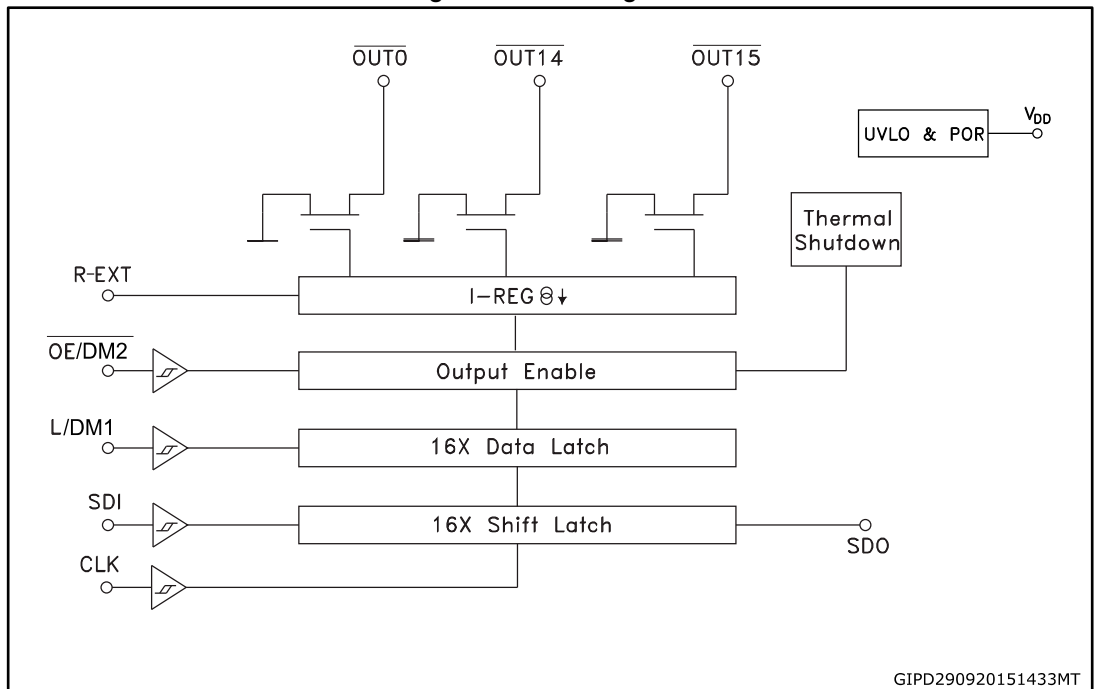 OUT0
OUT14
OUT15
UVLO & POR
VDD
Thermal
Shutdown
R-EXT
I-REG
OE/DM2
Output Enable
L/DM1
16X Data Latch
SDI
16X Shift Latch
SDO
CLK
GIPD290920151433MT